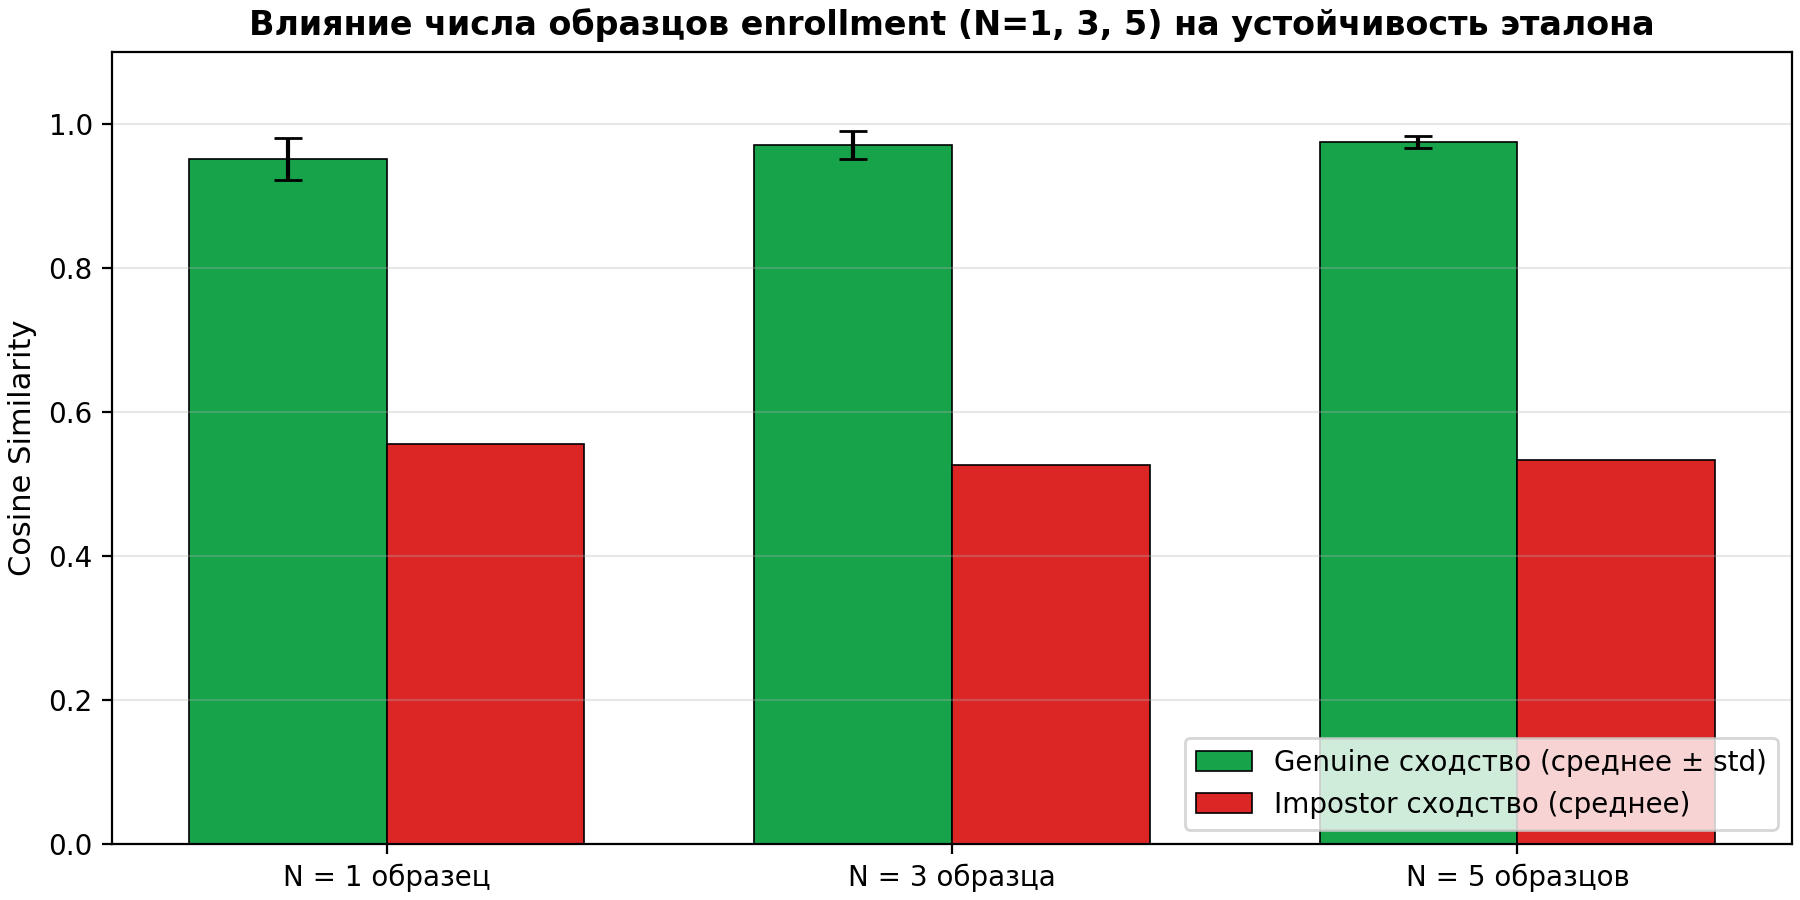 Влияние числа образцов enrollment (N=1, 3, 5) на устойчивость эталона
Cosine Similarity
1.0
0.8
0.6
0.4
0.2
0.0
Genuine сходство (среднее ± std)
Impostor сходство (среднее)
N = 1 образец
N = 3 образца
N = 5 образцов